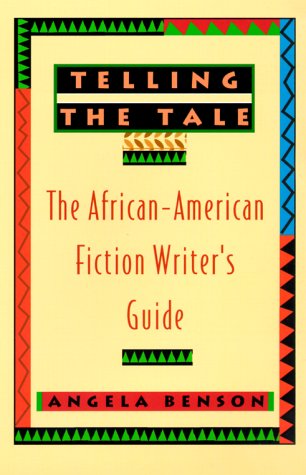 TELLING
THE TALE
The African-American
Fiction Writer's
Guide
ANGELA BENSON